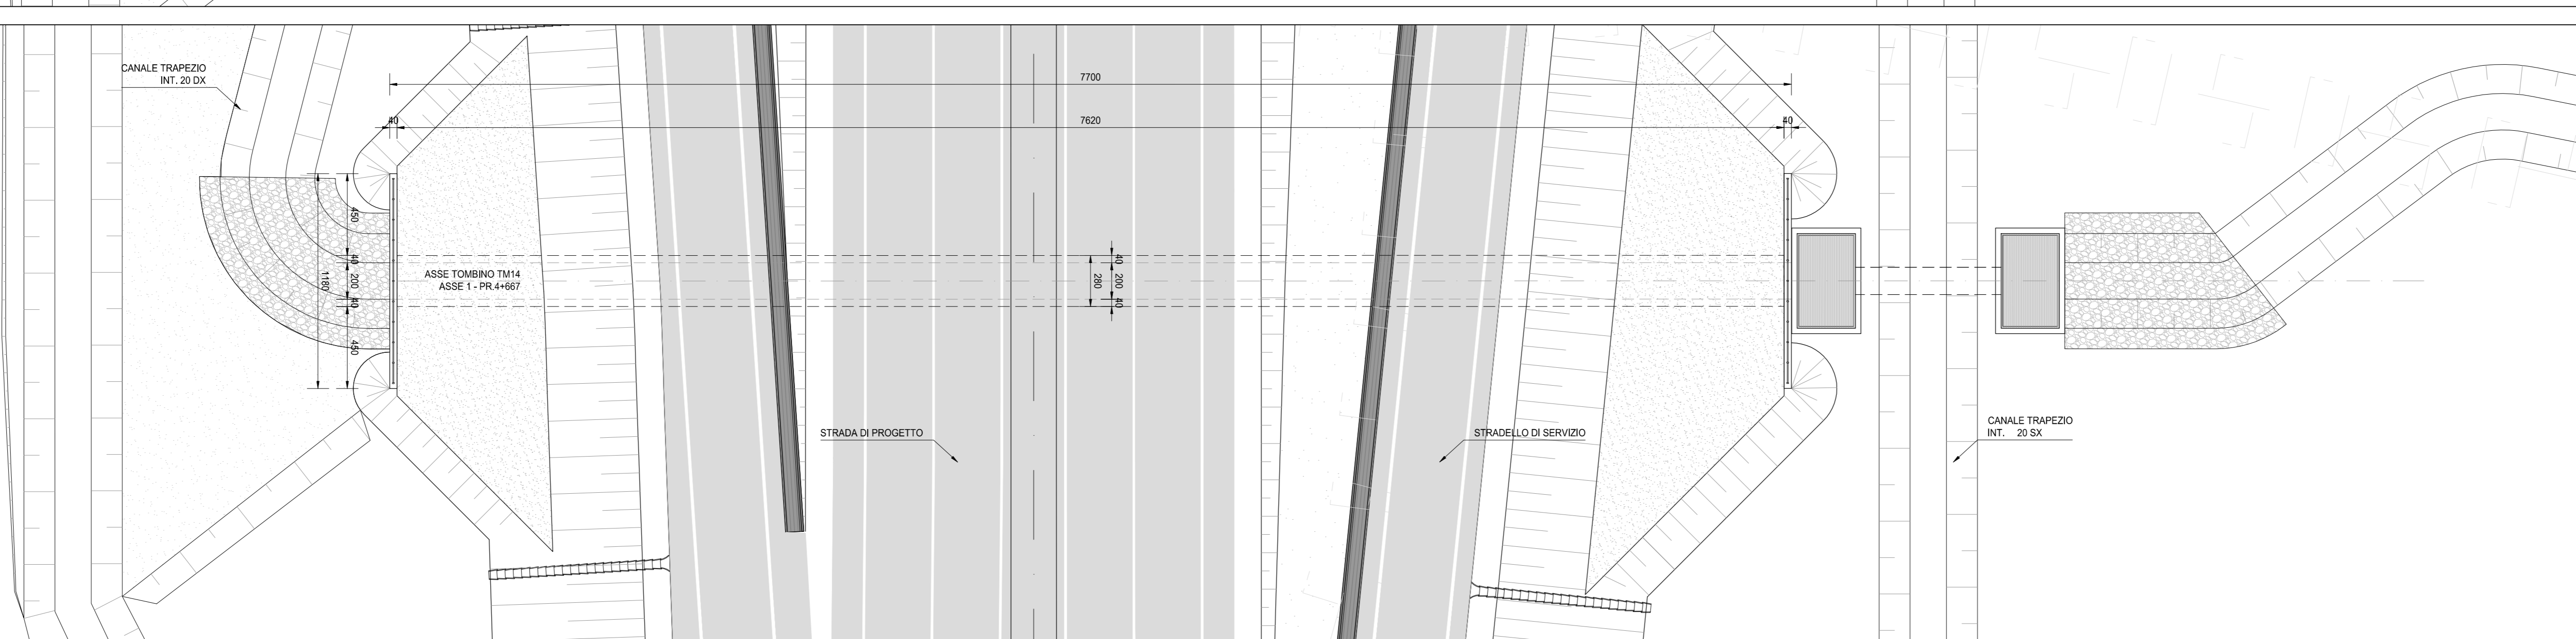 CANALE TRAPEZIO
INT. 20 DX
7700
40
7620
40
450
40
200
40
450
1180
ASSE TOMBINO TM14
ASSE 1 - PR.4+667
40
200
40
280
STRADA DI PROGETTO
STRADELLO DI SERVIZIO
CANALE TRAPEZIO
INT. 20 SX